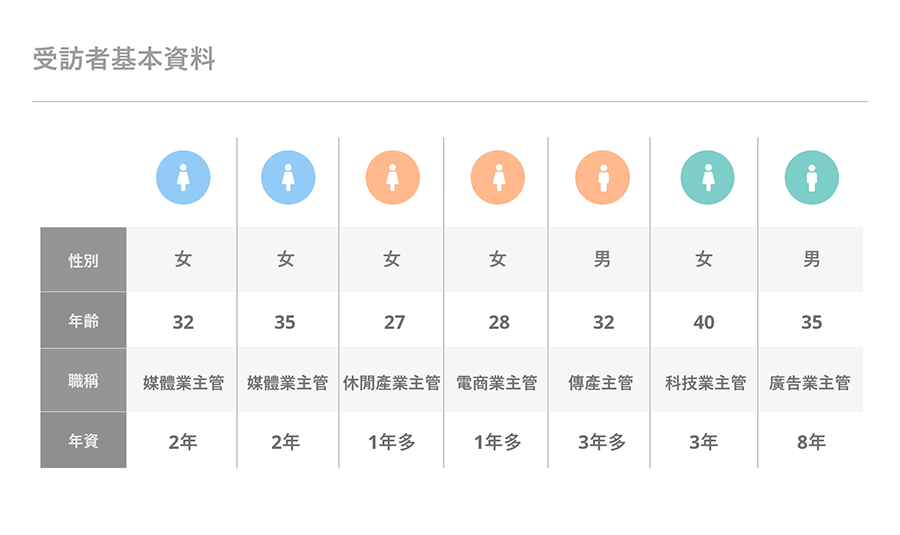 受訪者基本資料
性別 女 女 女 女 男 女 男
年齡 32 35 27 28 32 40 35
職稱 媒體業主管 媒體業主管 休閒產業主管 電商業主管 傳產主管 科技業主管 廣告業主管
年資 2年 2年 1年多 1年多 3年多 3年 8年